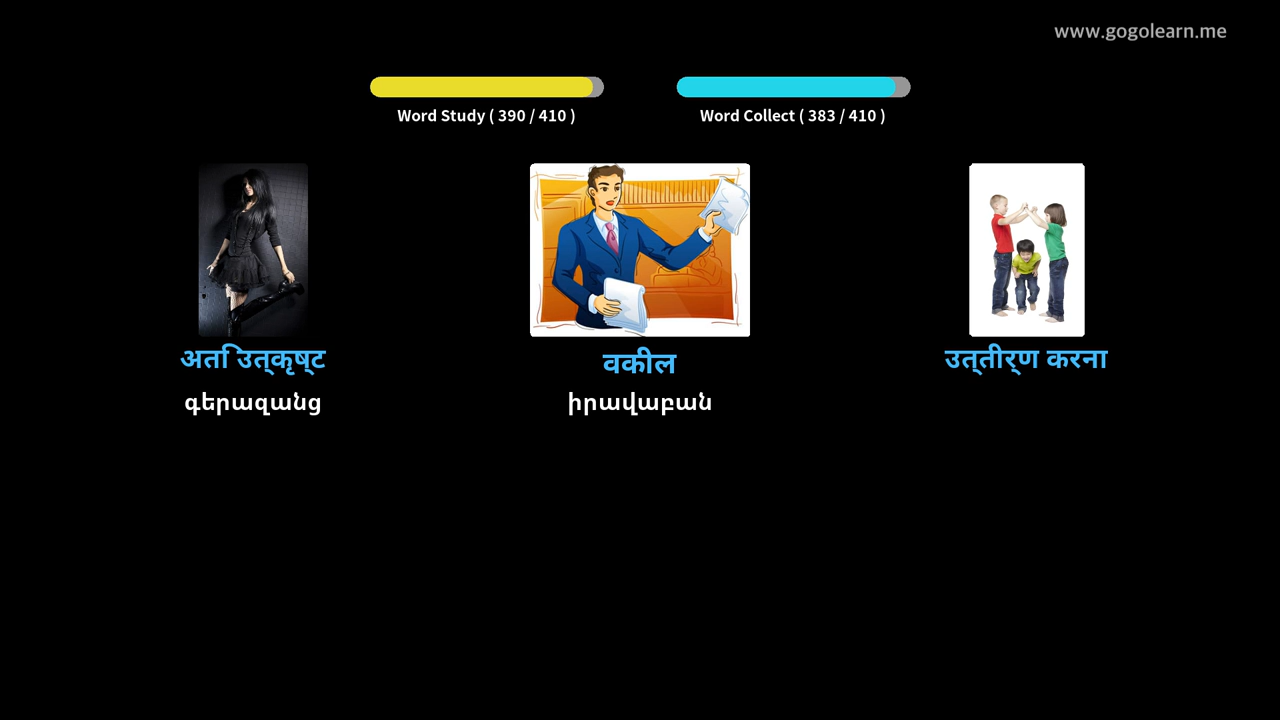 www.gogolearn.me
Word Study ( 390 / 410 )
Word Collect ( 383 / 410 )
अति उत्कृष्ट
वकील
उत्तीर्ण करना
գերազանց
իրավաբան